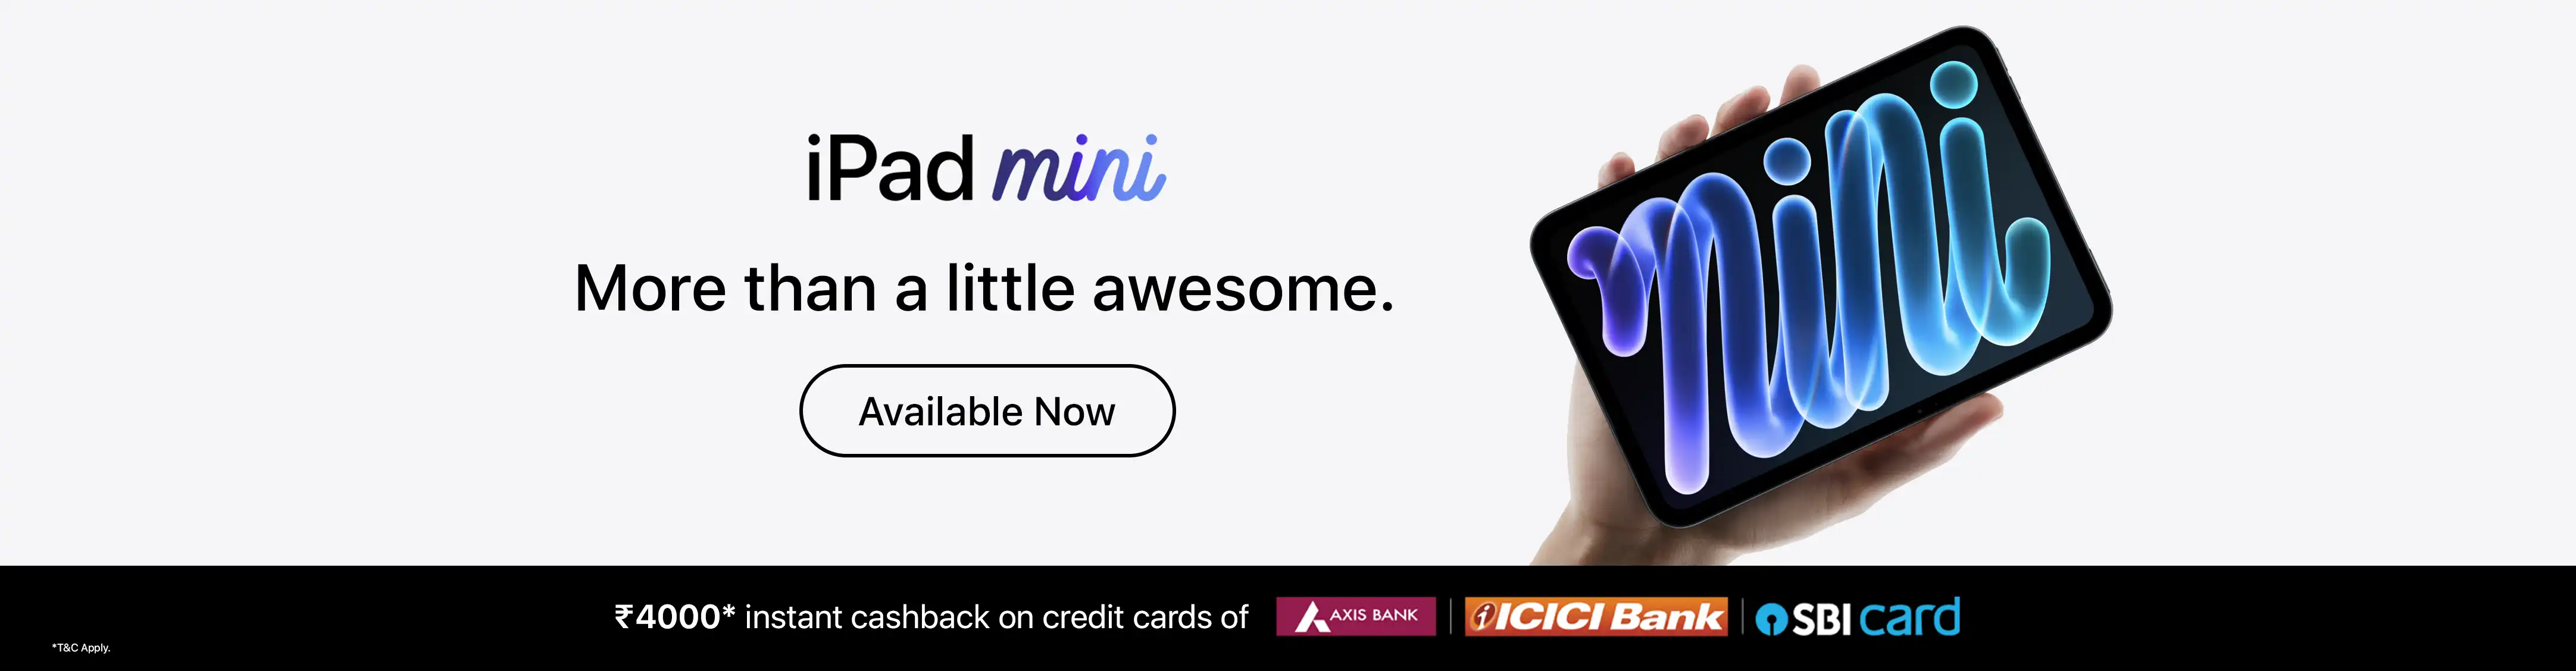 iPad mini
More than a little awesome.
Available Now
mini
₹4000* instant cashback on credit cards of AXIS BANK | ICICI Bank | SBI card
*T&C Apply.